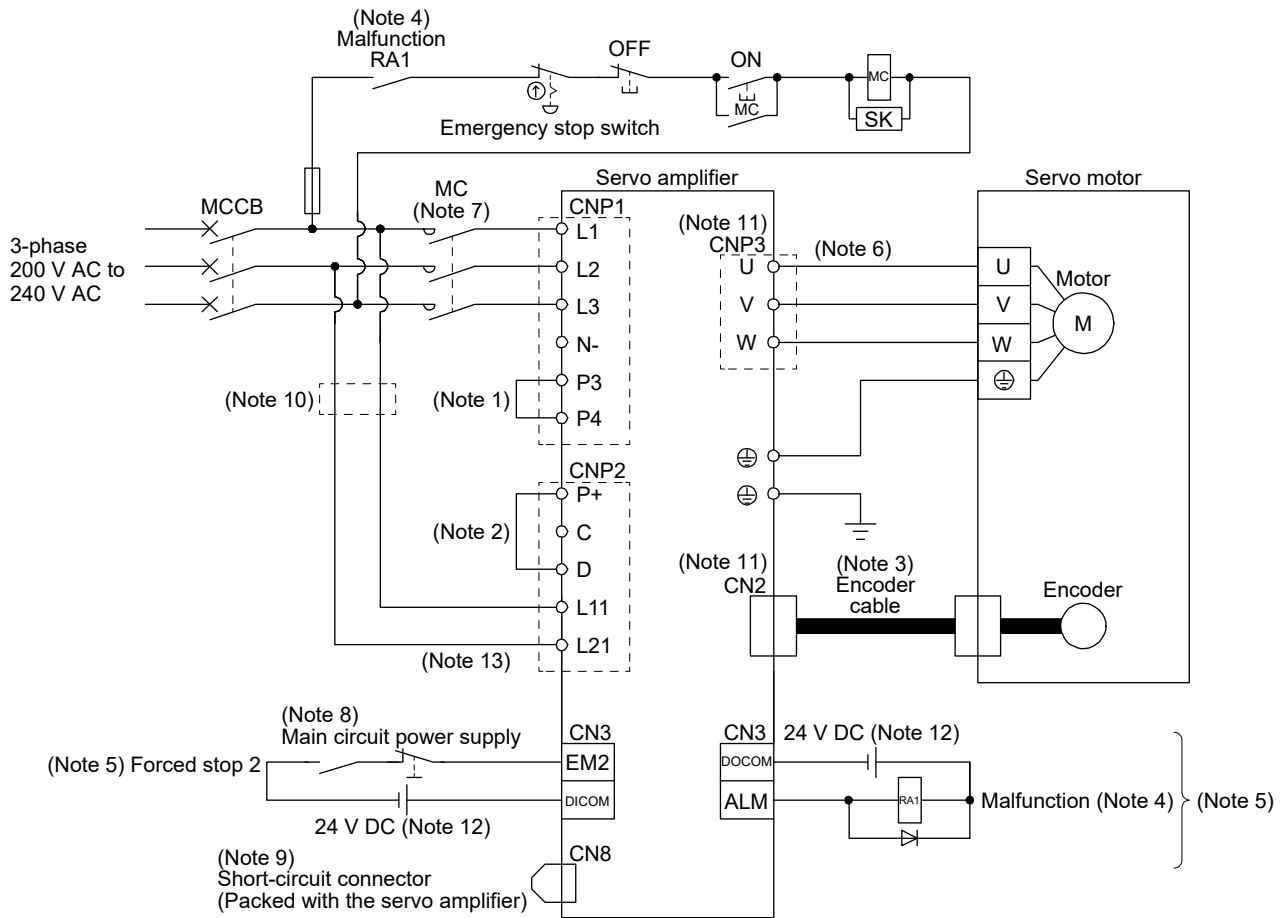 (Note 4)
Malfunction
RA1
OFF
ON
MC
MC
SK
Emergency stop switch
Servo amplifier
Servo motor
MCCB
MC
(Note 7)
CNP1
L1
L2
L3
N-
P3
P4
3-phase
200 V AC to
240 V AC
(Note 11)
CNP3
U
V
W
(Note 6)
U
V
W
Motor
M
(Note 10)
(Note 1)
CNP2
P+
C
D
L11
L21
(Note 2)
(Note 13)
(Note 11)
CN2
(Note 3)
Encoder
cable
Encoder
(Note 8)
Main circuit power supply
(Note 5) Forced stop 2
24 V DC (Note 12)
CN3
EM2
DICOM
CN3
DOCOM
ALM
24 V DC (Note 12)
RA1
Malfunction (Note 4)
(Note 5)
(Note 9)
Short-circuit connector
(Packed with the servo amplifier)
CN8